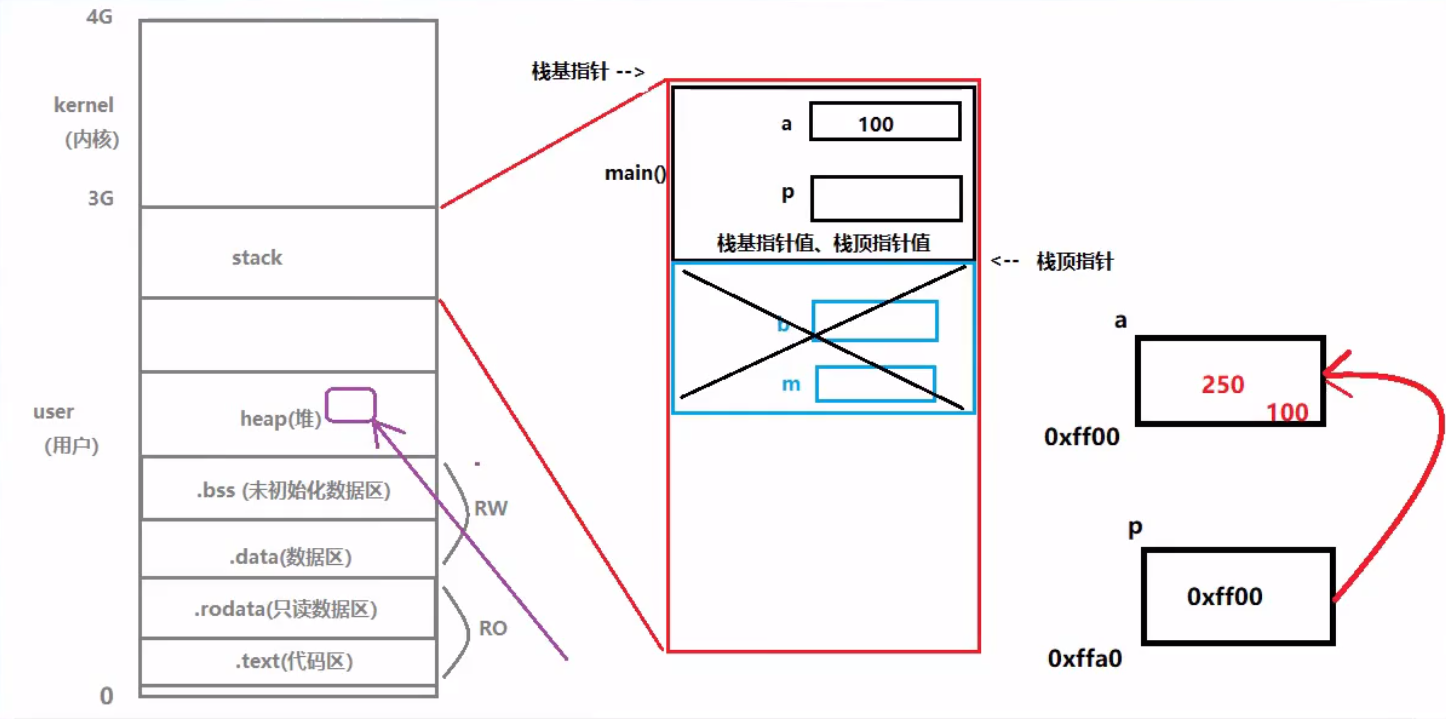 4G
kernel
(内核)
3G
stack
user
(用户)
heap(堆)
.bss (未初始化数据区)
RW
.data(数据区)
.rodata(只读数据区)
RO
.text(代码区)
0
栈基指针 -->
main()
a
100
p
栈基指针值、栈顶指针值
<-- 栈顶指针
b
m
a
250
100
0xff00
p
0xff00
0xffa0